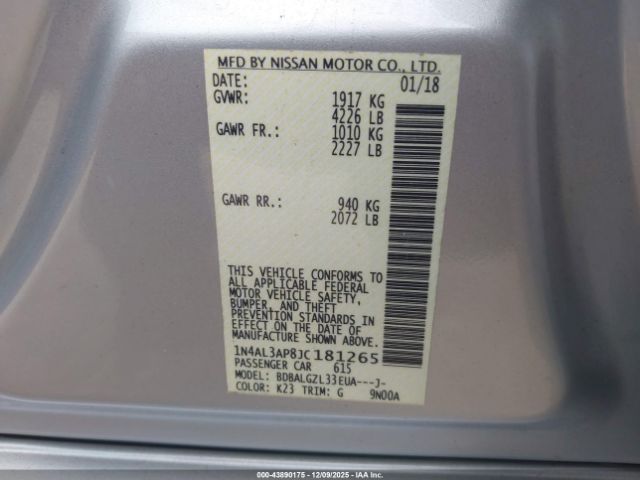 MFD BY NISSAN MOTOR CO., LTD.
DATE: 01/18
GVWR: 1917 KG
4226 LB
GAWR FR.: 1010 KG
2227 LB
GAWR RR.: 940 KG
2072 LB
THIS VEHICLE CONFORMS TO
ALL APPLICABLE FEDERAL
MOTOR VEHICLE SAFETY,
BUMPER, AND THEFT
PREVENTION STANDARDS IN
EFFECT ON THE DATE OF
MANUFACTURE SHOWN ABOVE.
1N4AL3AP8JC181265
PASSENGER CAR 615
MODEL: BDBALGZL33EUA---J-
COLOR: K23 TRIM: G 9N00A
000-43890175 - 12/09/2025 - IAAI Inc.